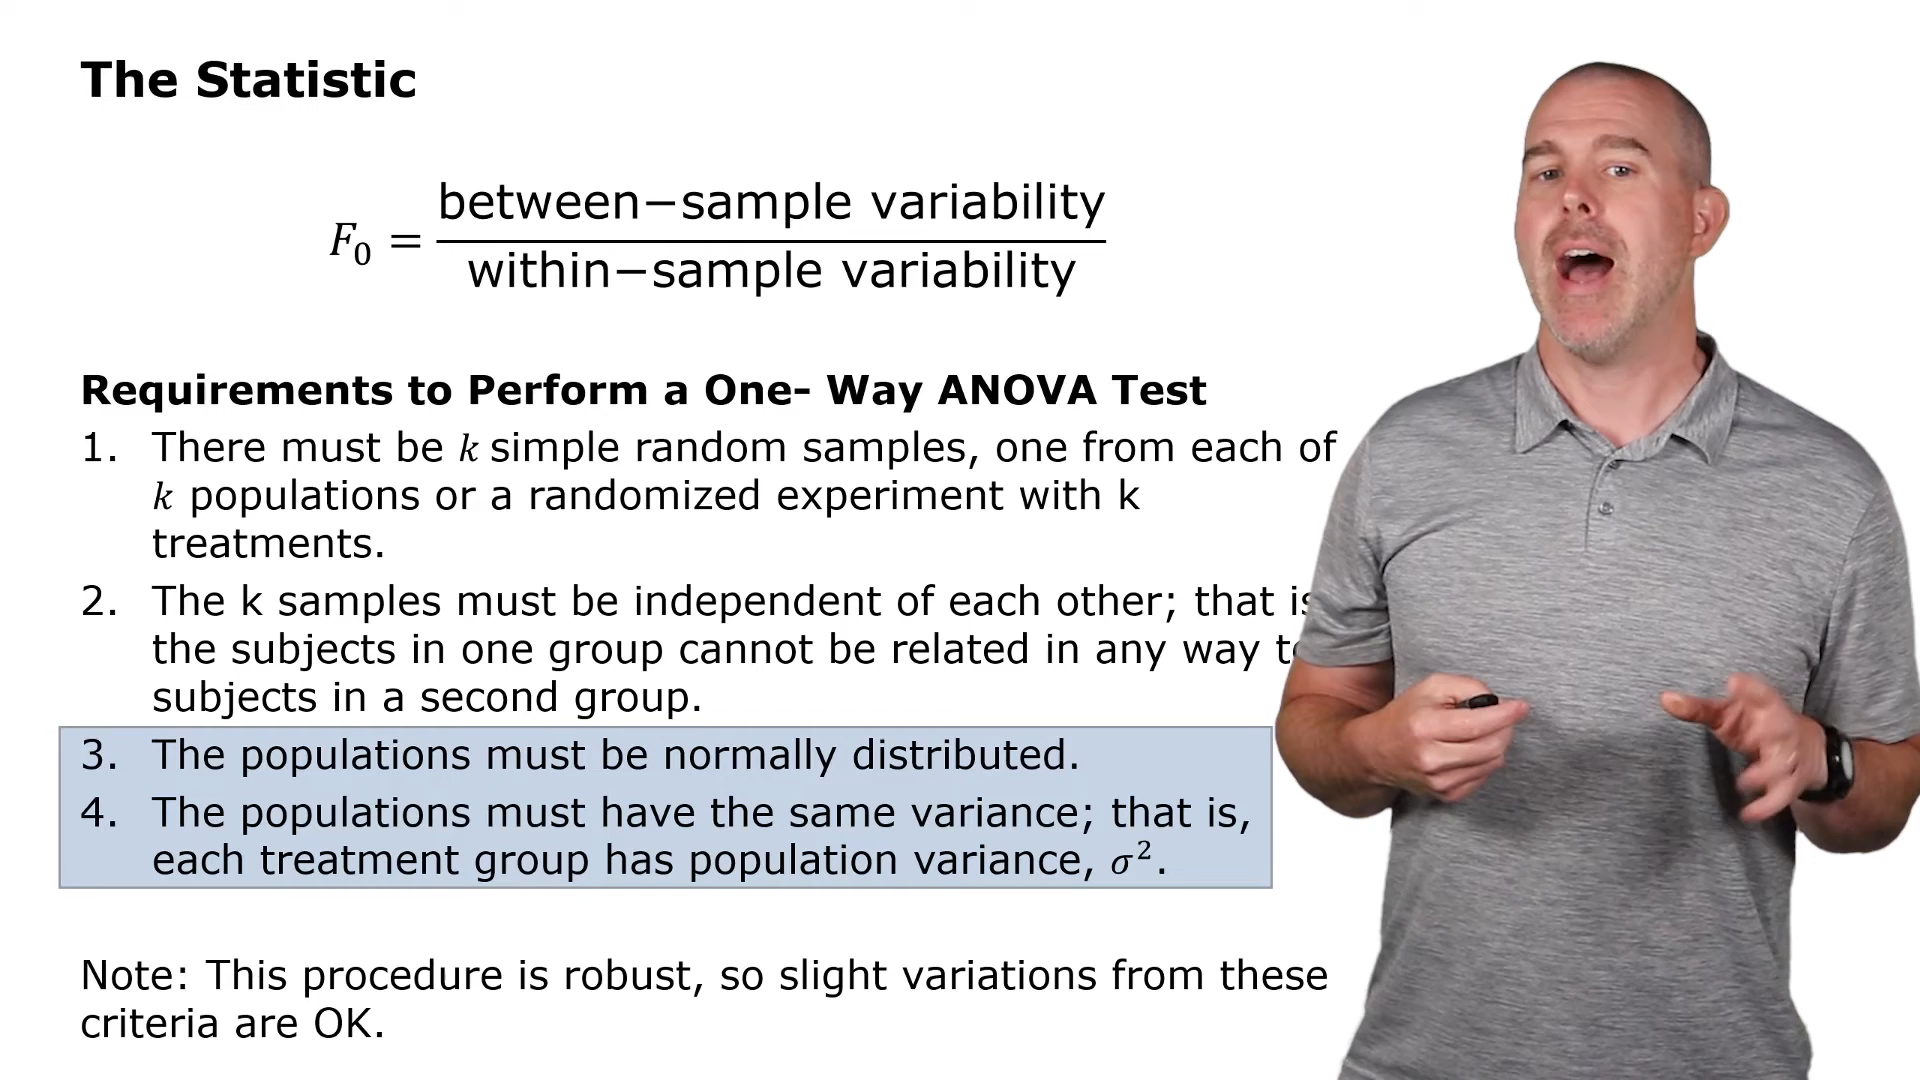 The Statistic
F₀ = between−sample variability
within−sample variability
Requirements to Perform a One- Way ANOVA Test
1. There must be k simple random samples, one from each of
k populations or a randomized experiment with k
treatments.
2. The k samples must be independent of each other; that
the subjects in one group cannot be related in any way
subjects in a second group.
3. The populations must be normally distributed.
4. The populations must have the same variance; that is,
each treatment group has population variance, σ².
Note: This procedure is robust, so slight variations from these
criteria are OK.